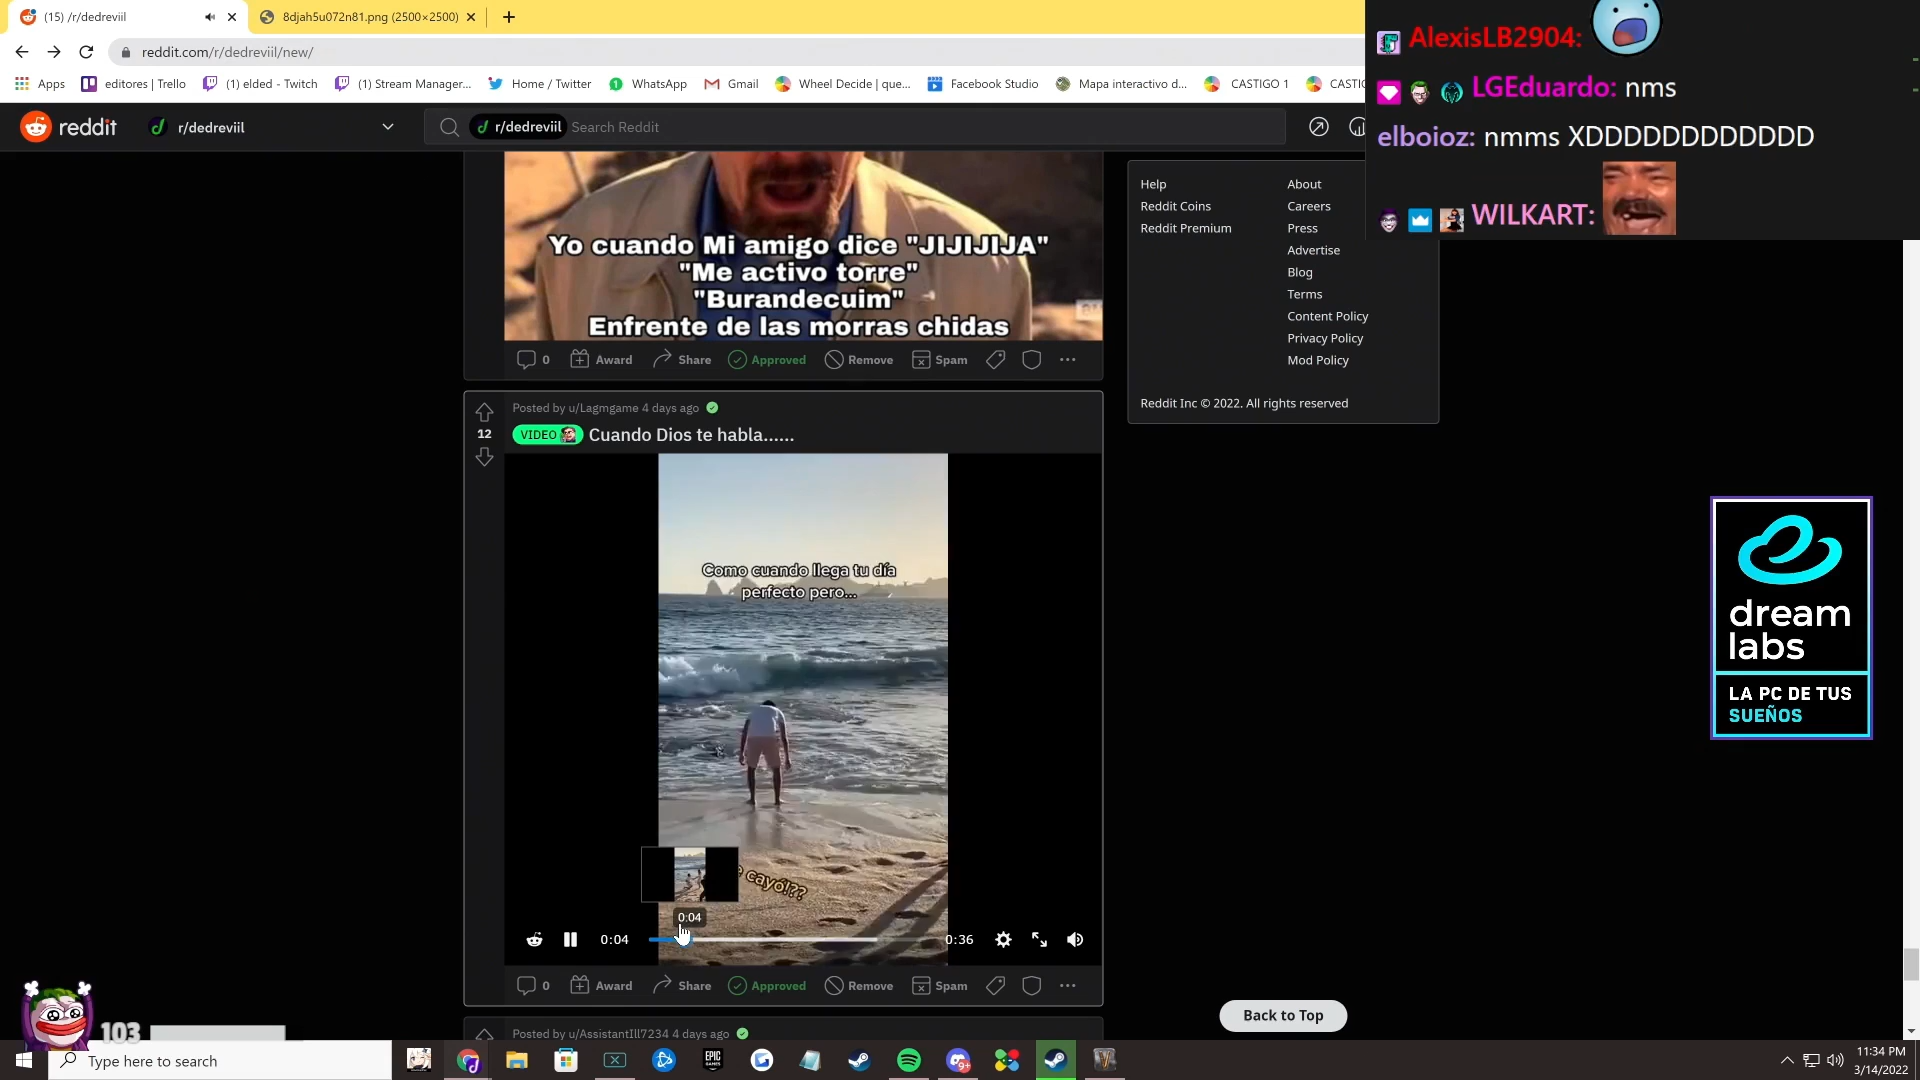 (15) /r/dedreviil
8djah5u072n81.png (2500×2500)
reddit.com/r/dedreviil/new/
Apps
editores | Trello
(1) elded - Twitch
(1) Stream Manager...
Home / Twitter
WhatsApp
Gmail
Wheel Decide | que...
Facebook Studio
Mapa interactivo d...
CASTIGO 1
CASTIC
AlexisLB2904:
LGEduardo: nms
elboioz: nmms XDDDDDDDDDDDD
WILKART:
reddit
r/dedreviil
r/dedreviil
Search Reddit
Yo cuando Mi amigo dice "JIJIJIJA"
"Me activo torre"
"Burandecuim"
Enfrente de las morras chidas
0
Award
Share
Approved
Remove
Spam
Help
About
Reddit Coins
Careers
Reddit Premium
Press
Advertise
Blog
Terms
Content Policy
Privacy Policy
Mod Policy
Reddit Inc © 2022. All rights reserved
Posted by u/Lagmgame 4 days ago
12
VIDEO
Cuando Dios te habla......
Como cuando llega tu día
perfecto pero...
cayó!??
0:04
0:04
0:36
dream
labs
LA PC DE TUS
SUEÑOS
0
Award
Share
Approved
Remove
Spam
Back to Top
Posted by u/AssistantIll7234 4 days ago
103
Type here to search
EPIC
GAMES
9+
11:34 PM
3/14/2022